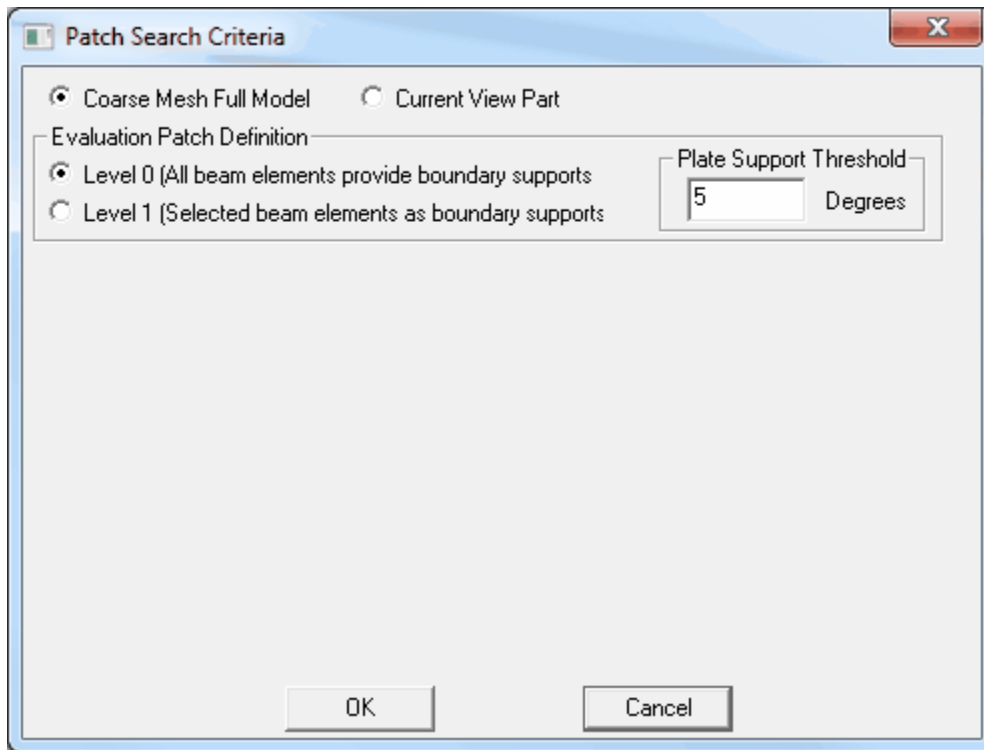 Patch Search Criteria
Coarse Mesh Full Model
Current View Part
Evaluation Patch Definition
Level 0 (All beam elements provide boundary supports
Level 1 (Selected beam elements as boundary supports
Plate Support Threshold
5 Degrees
OK
Cancel